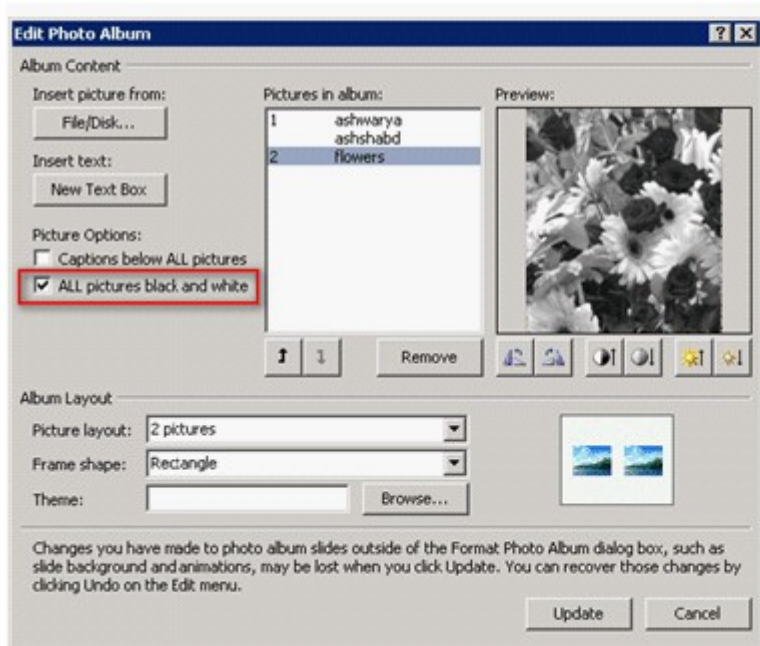 Edit Photo Album
Album Content
Insert picture from:
File/Disk...
Insert text:
New Text Box
Picture Options:
Captions below ALL pictures
ALL pictures black and white
Pictures in album:
1 ashwarya
ashshabd
2 flowers
Remove
Preview:
Album Layout
Picture layout: 2 pictures
Frame shape: Rectangle
Theme:
Browse...
Changes you have made to photo album slides outside of the Format Photo Album dialog box, such as
slide background and animations, may be lost when you click Update. You can recover those changes by
clicking Undo on the Edit menu.
Update
Cancel